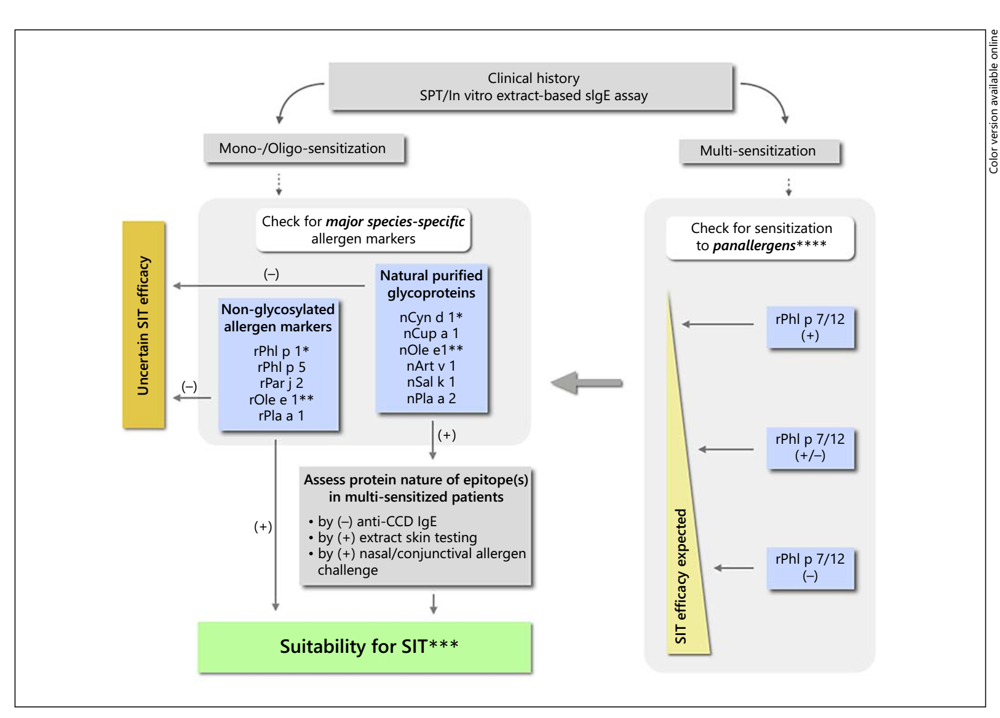 Color version available online
Clinical history
SPT/In vitro extract-based sIgE assay
Mono-/Oligo-sensitization
Multi-sensitization
Check for major species-specific
allergen markers
Uncertain SIT efficacy
(–)
Natural purified
glycoproteins
nCyn d 1*
nCup a 1
nOle e1**
nArt v 1
nSal k 1
nPla a 2
Non-glycosylated
allergen markers
rPhl p 1*
rPhl p 5
rPar j 2
rOle e 1**
rPla a 1
(–)
(+)
(+)
Assess protein nature of epitope(s)
in multi-sensitized patients
• by (–) anti-CCD IgE
• by (+) extract skin testing
• by (+) nasal/conjunctival allergen
challenge
Suitability for SIT***
Check for sensitization
to panallergens****
rPhl p 7/12
(+)
rPhl p 7/12
(+/–)
rPhl p 7/12
(–)
SIT efficacy expected